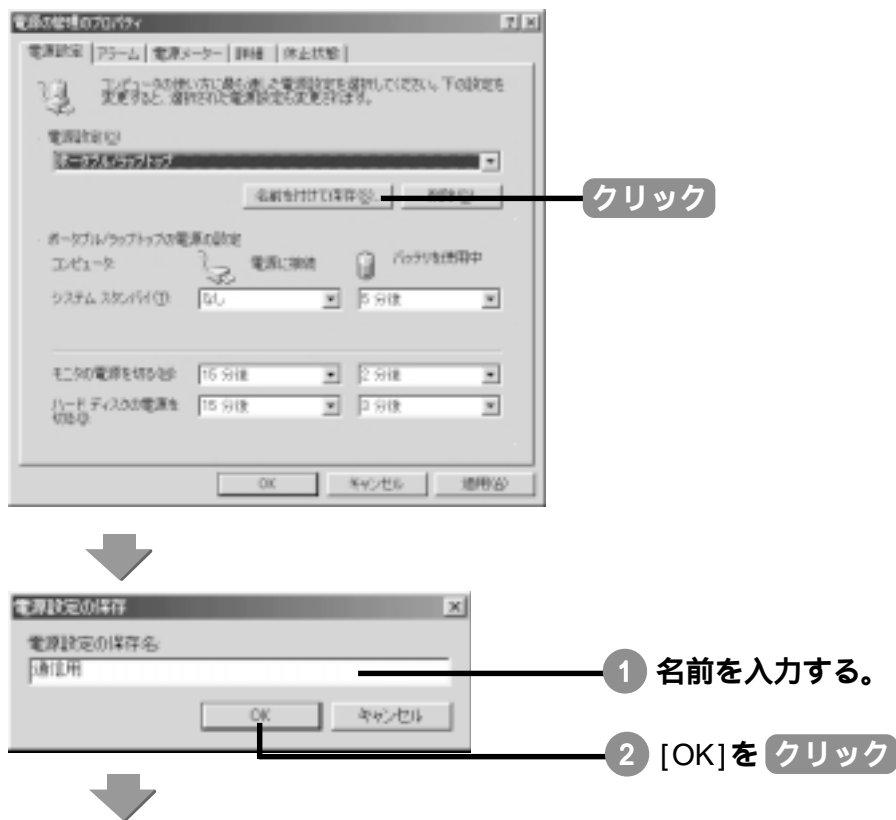 電源の管理のプロパティ
電源設定 アラーム 電源メーター 詳細 休止状態
コンピュータの使い方に最も適した電源設定を選択してください。下の設定を
変更すると、選択された電源設定も変更されます。
電源設定(C)
ポータブル/ラップトップ
名前を付けて保存(S)... 削除(D)
クリック
ポータブル/ラップトップの電源の設定
コンピュータ: 電源に接続 バッテリを使用中
システム スタンバイ(T): なし 5 分後
モニタの電源を切る(M): 15 分後 2 分後
ハード ディスクの電源を 15 分後 3 分後
切る(I):
OK キャンセル 適用(A)
電源設定の保存
電源設定の保存名:
通信用
1 名前を入力する。
OK キャンセル
2 [OK]を クリック